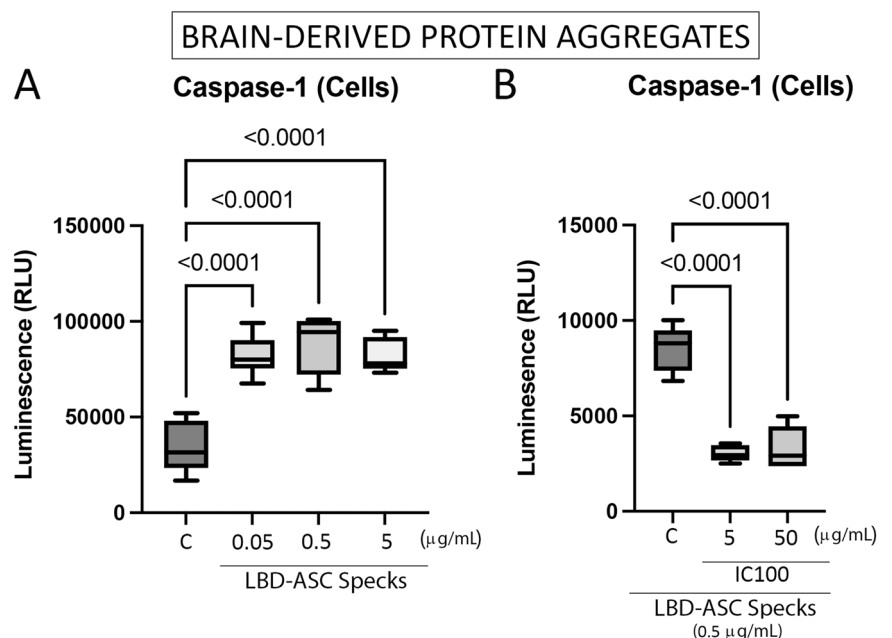 BRAIN-DERIVED PROTEIN AGGREGATES
A
Caspase-1 (Cells)
<0.0001
<0.0001
<0.0001
Luminescence (RLU)
150000
100000
50000
0
C 0.05 0.5 5 (μg/mL)
LBD-ASC Specks
B
Caspase-1 (Cells)
<0.0001
<0.0001
Luminesence (RLU)
15000
10000
5000
0
C 5 50 (μg/mL)
IC100
LBD-ASC Specks
(0.5 μg/mL)